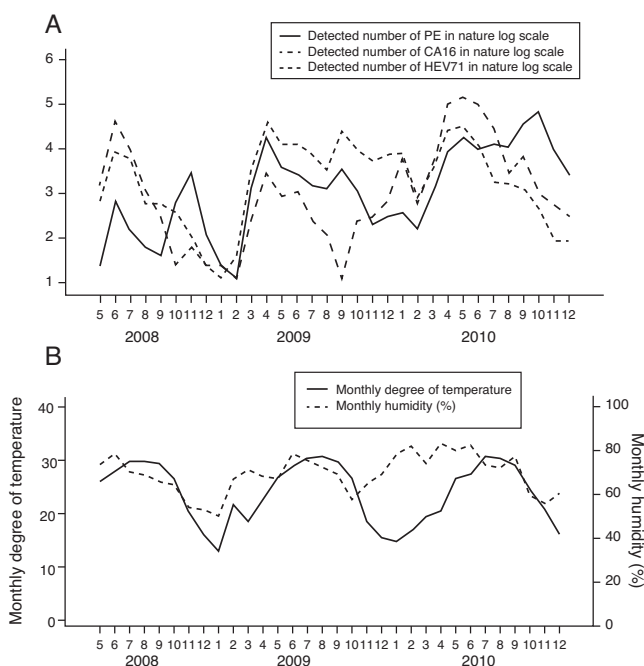 A
Detected number of PE in nature log scale
Detected number of CA16 in nature log scale
Detected number of HEV71 in nature log scale
6
5
4
3
2
1
5 6 7 8 9 10 11 12 1 2 3 4 5 6 7 8 9 10 11 12 1 2 3 4 5 6 7 8 9 10 11 12
2008 2009 2010
B
Monthly degree of temperature
Monthly humidity (%)
Monthly degree of temperature
40
30
20
10
0
100
80
60
40
20
0
Monthly humidity
(%)
5 6 7 8 9 10 11 12 1 2 3 4 5 6 7 8 9 10 11 12 1 2 3 4 5 6 7 8 9 10 11 12
2008 2009 2010